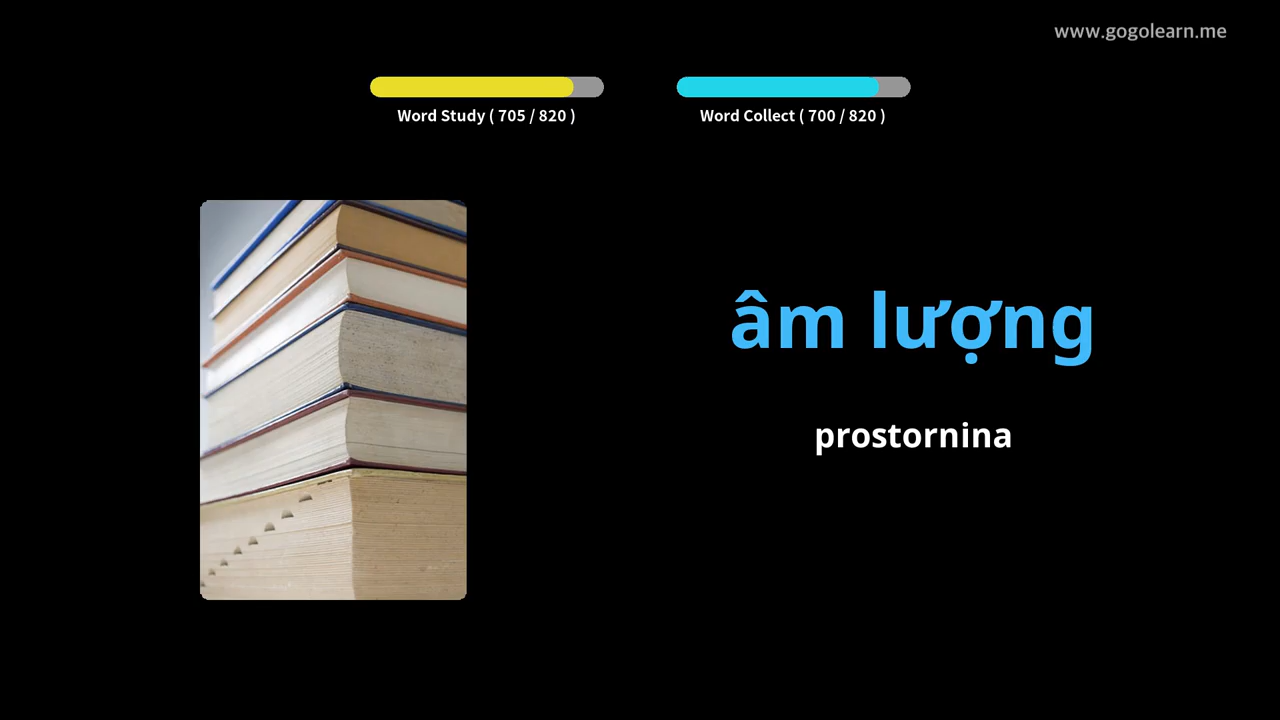 www.gogolearn.me
Word Study ( 705 / 820 )
Word Collect ( 700 / 820 )
âm lượng
prostornina